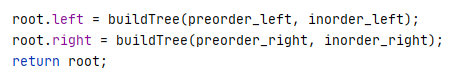 root.left = buildTree(preorder_left, inorder_left);
root.right = buildTree(preorder_right, inorder_right);
return root;